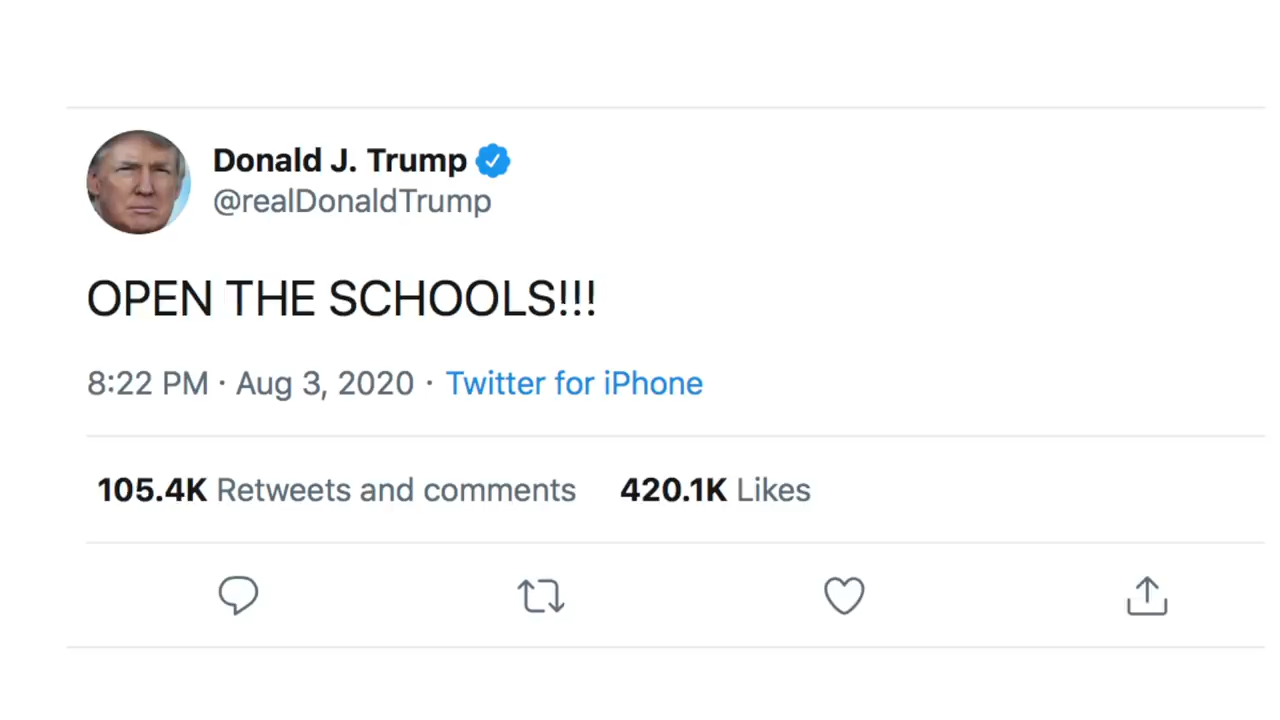 Donald J. Trump
@realDonaldTrump
OPEN THE SCHOOLS!!!
8:22 PM · Aug 3, 2020 · Twitter for iPhone
105.4K Retweets and comments 420.1K Likes